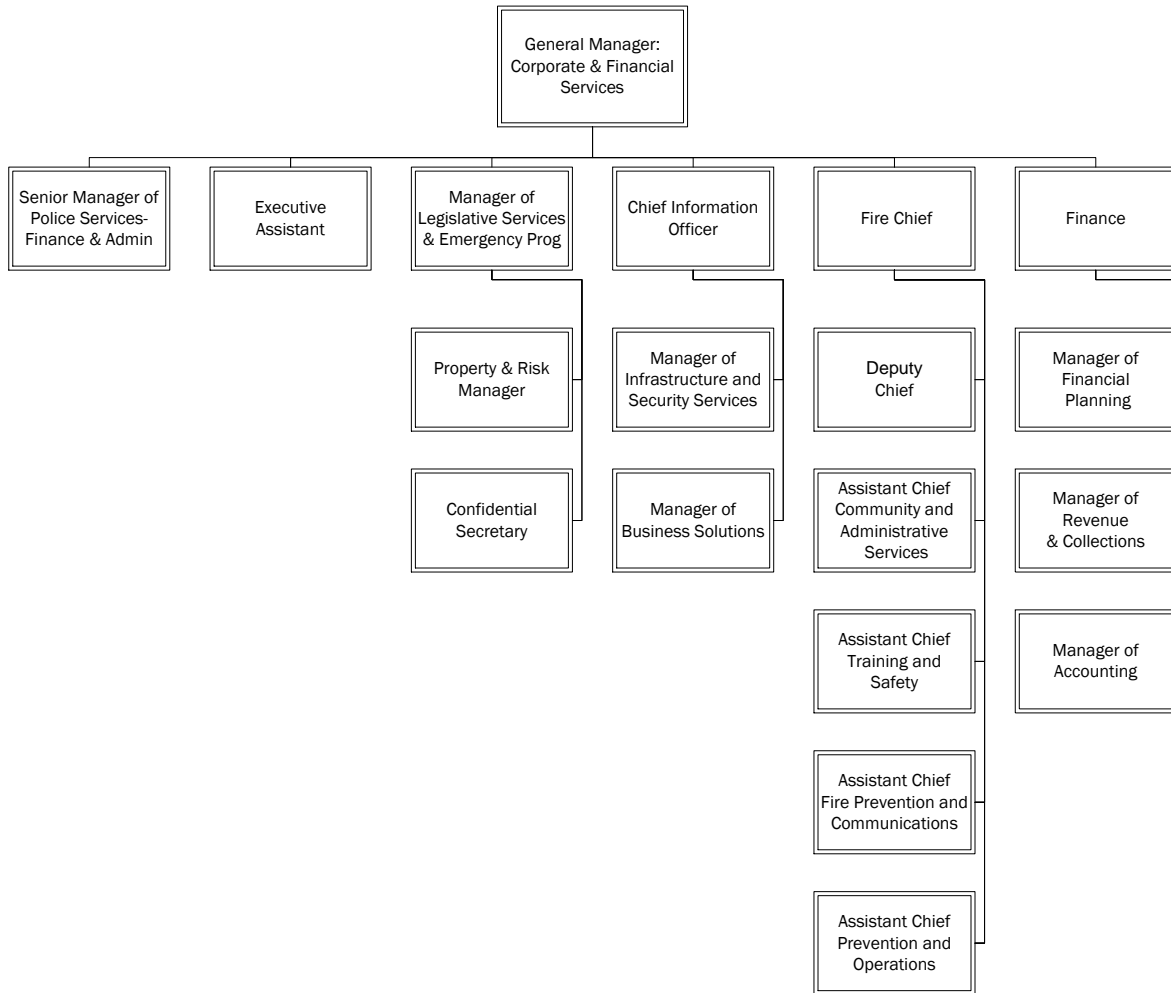 General Manager:
Corporate & Financial
Services
Senior Manager of
Police Services-
Finance & Admin
Executive
Assistant
Manager of
Legislative Services
& Emergency Prog
Chief Information
Officer
Fire Chief
Finance
Property & Risk
Manager
Manager of
Infrastructure and
Security Services
Deputy
Chief
Manager of
Financial
Planning
Confidential
Secretary
Manager of
Business Solutions
Assistant Chief
Community and
Administrative
Services
Manager of
Revenue
& Collections
Assistant Chief
Training and
Safety
Manager of
Accounting
Assistant Chief
Fire Prevention and
Communications
Assistant Chief
Prevention and
Operations